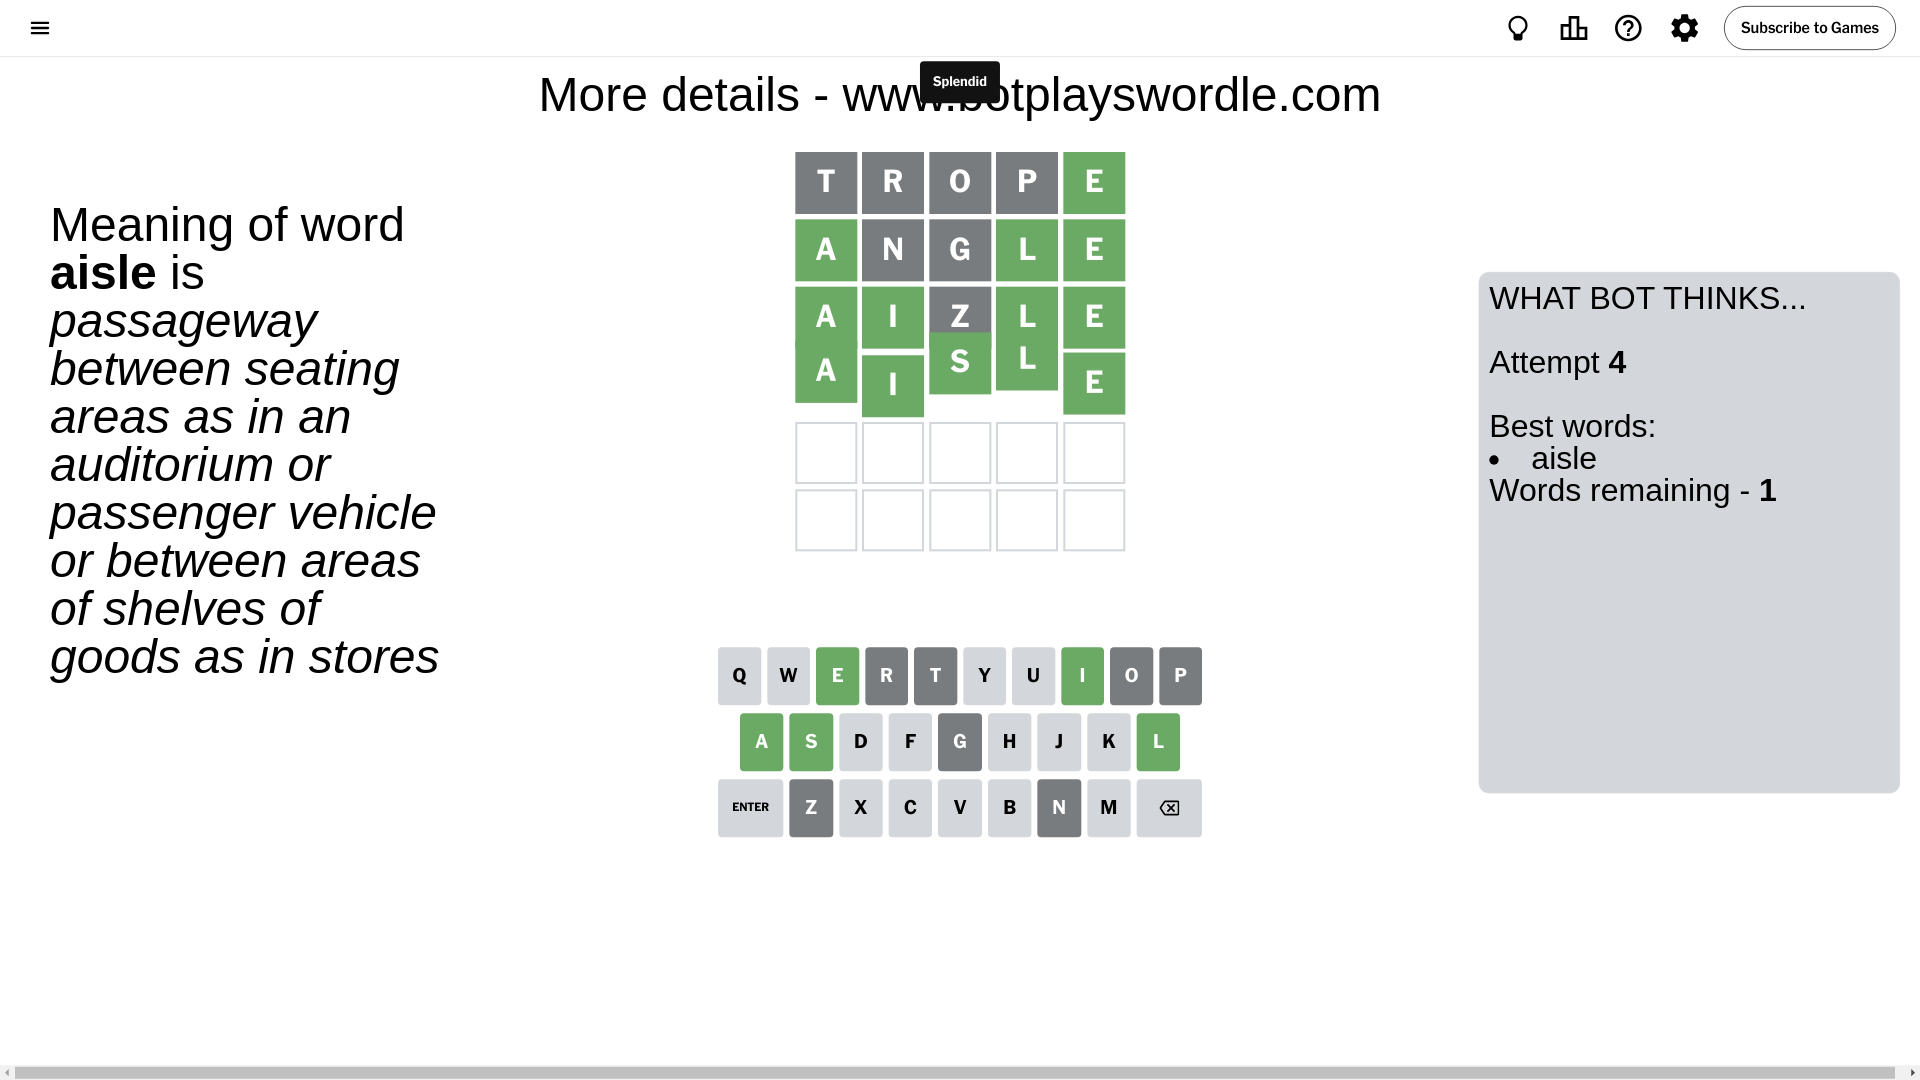 Subscribe to Games
Splendid
More details - www.botplayswordle.com
Meaning of word
aisle is
passageway
between seating
areas as in an
auditorium or
passenger vehicle
or between areas
of shelves of
goods as in stores
T R O P E
A N G L E
A I Z L E
A I S L E
WHAT BOT THINKS...
Attempt 4
Best words:
• aisle
Words remaining - 1
Q W E R T Y U I O P
A S D F G H J K L
ENTER Z X C V B N M